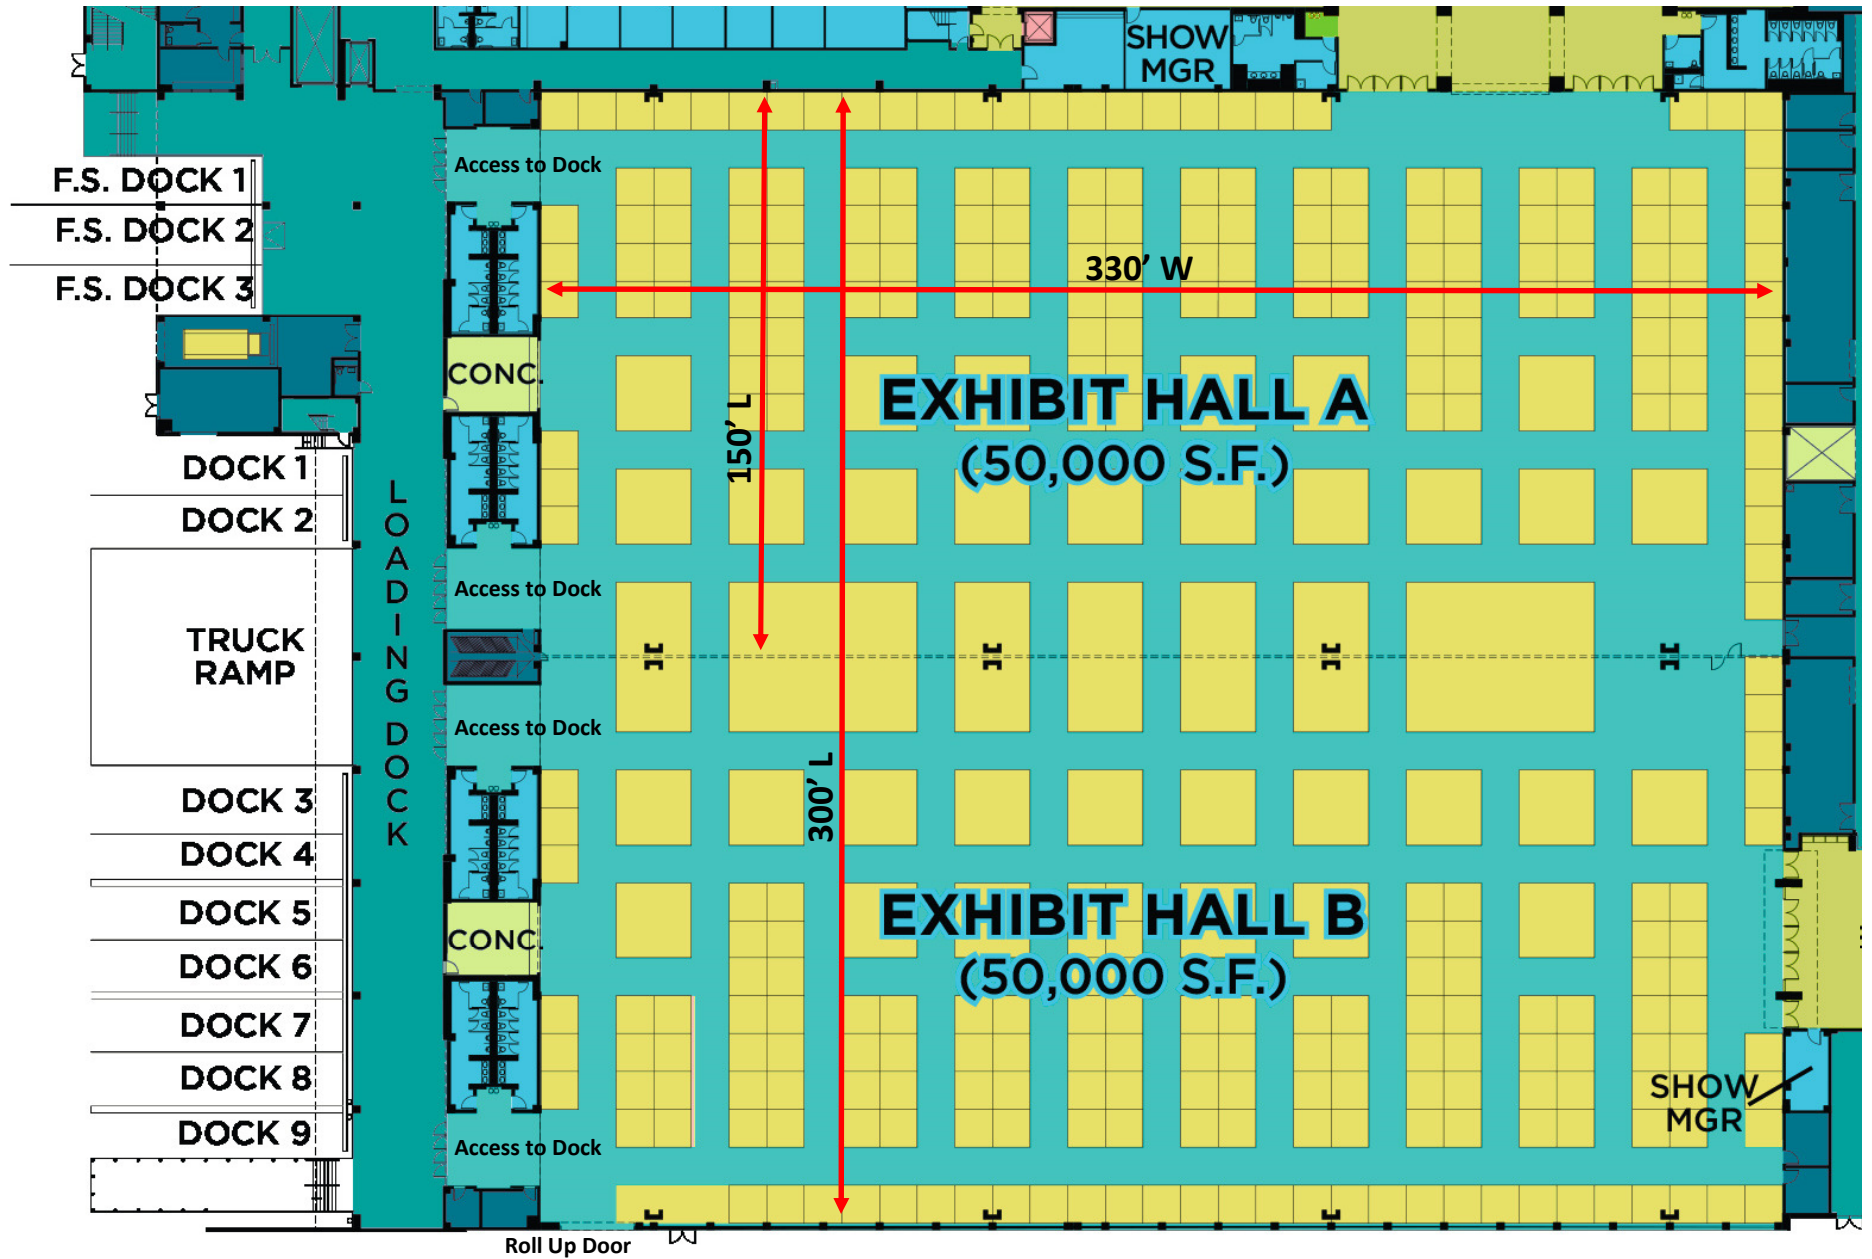 SHOW
MGR
Access to Dock
F.S. DOCK 1
F.S. DOCK 2
F.S. DOCK 3
330' W
CONC.
EXHIBIT HALL A
(50,000 S.F.)
150' L
DOCK 1
DOCK 2
LOADING DOCK
Access to Dock
TRUCK
RAMP
Access to Dock
300' L
DOCK 3
DOCK 4
DOCK 5
DOCK 6
DOCK 7
DOCK 8
DOCK 9
CONC.
EXHIBIT HALL B
(50,000 S.F.)
SHOW
MGR
Access to Dock
Roll Up Door